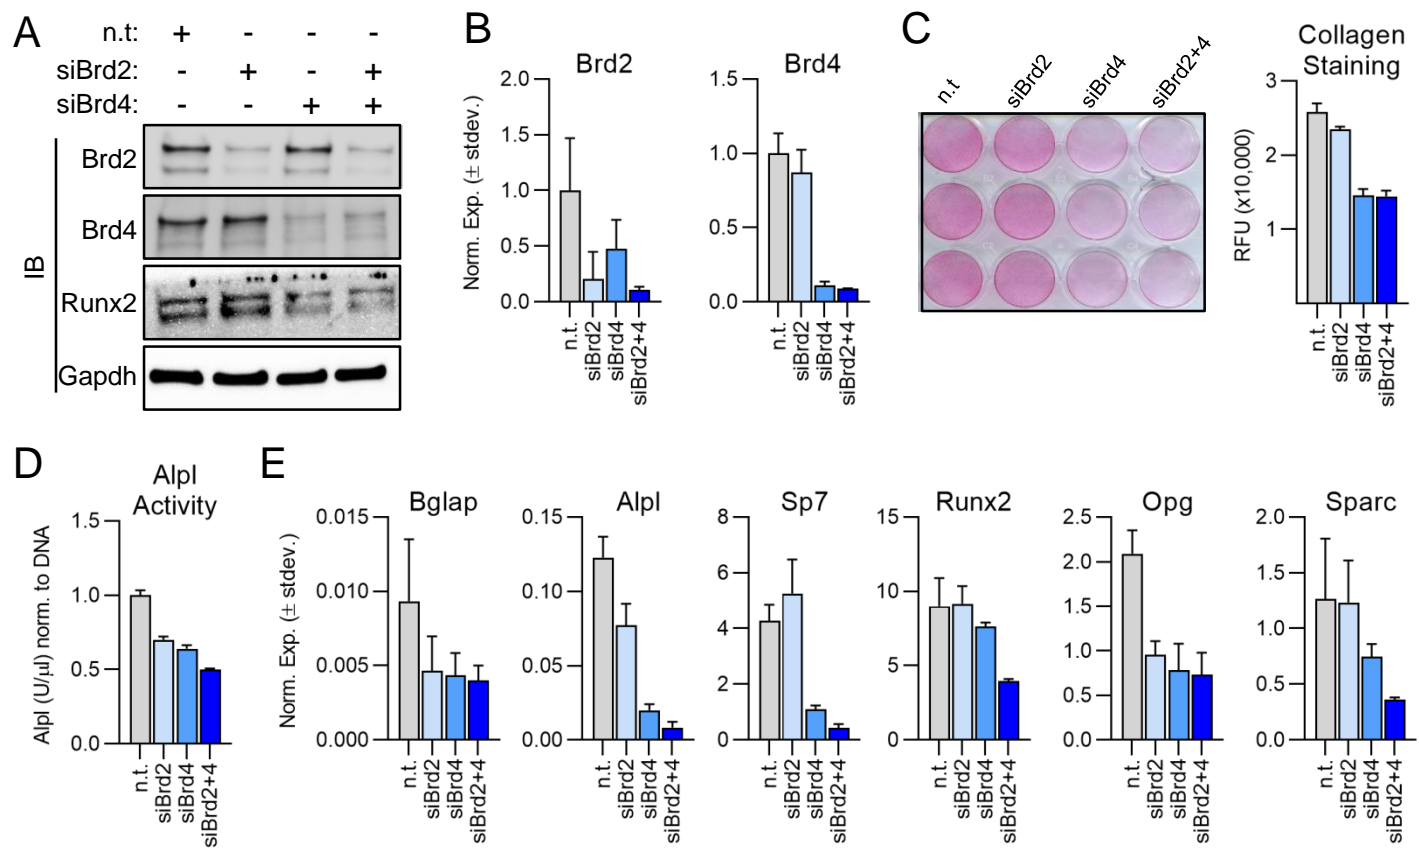 A
n.t: + - - -
siBrd2: - + - +
siBrd4: - - + +
IB
Brd2
Brd4
Runx2
Gapdh
B
Norm. Exp. (± stdev.)
Brd2
2.0
1.5
1.0
0.5
0.0
n.t.
siBrd2
siBrd4
siBrd2+4
Brd4
1.5
1.0
0.5
0.0
n.t.
siBrd2
siBrd4
siBrd2+4
C
n.t
siBrd2
siBrd4
siBrd2+4
Collagen
Staining
RFU (x10,000)
3
2
1
n.t.
siBrd2
siBrd4
siBrd2+4
D
Alpl
Activity
Alpl (U/μl) norm. to DNA
1.5
1.0
0.5
0.0
n.t.
siBrd2
siBrd4
siBrd2+4
E
Norm. Exp. (± stdev.)
Bglap
0.015
0.010
0.005
0.000
n.t.
siBrd2
siBrd4
siBrd2+4
Alpl
0.15
0.10
0.05
0.00
n.t.
siBrd2
siBrd4
siBrd2+4
Sp7
8
6
4
2
0
n.t.
siBrd2
siBrd4
siBrd2+4
Runx2
15
10
5
0
n.t.
siBrd2
siBrd4
siBrd2+4
Opg
2.5
2.0
1.5
1.0
0.5
0.0
n.t.
siBrd2
siBrd4
siBrd2+4
Sparc
2.0
1.5
1.0
0.5
0.0
n.t.
siBrd2
siBrd4
siBrd2+4